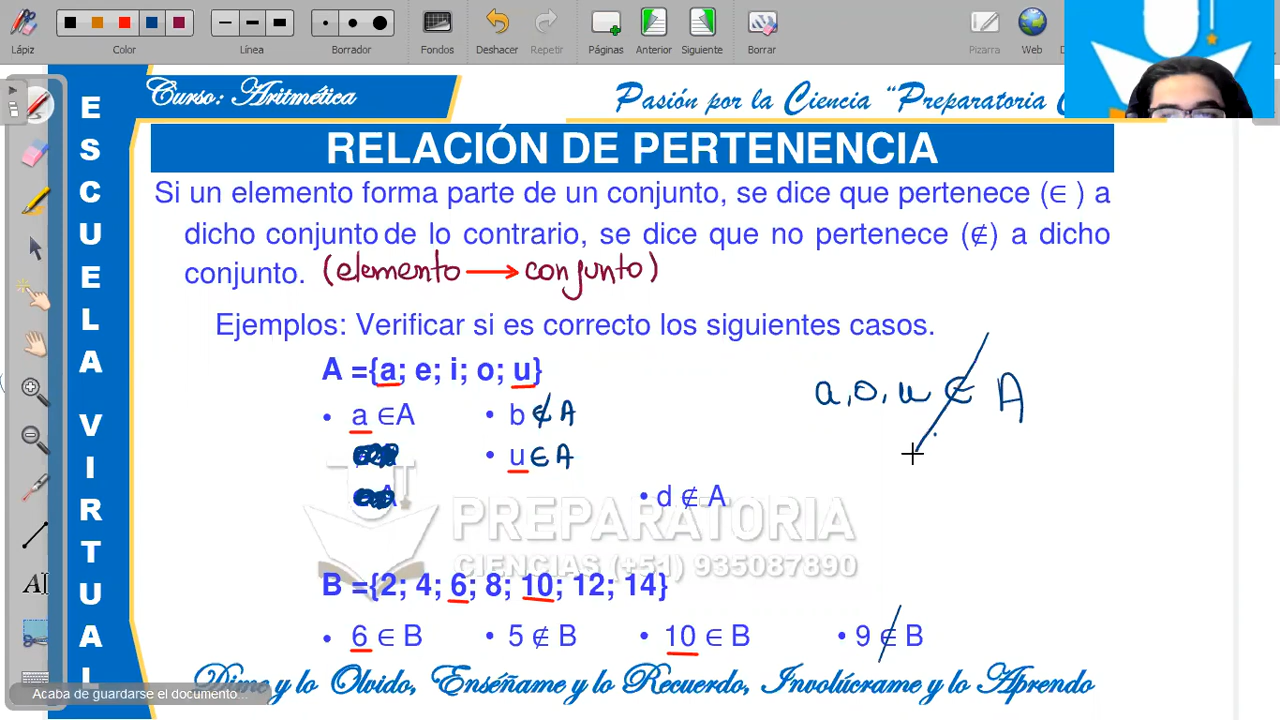 Lápiz Color Línea Borrador Fondos Deshacer Repetir Páginas Anterior Siguiente Borrar Pizarra Web
ESCUELA VIRTUAL
Curso: Aritmética
Pasión por la Ciencia “Preparatoria
RELACIÓN DE PERTENENCIA
Si un elemento forma parte de un conjunto, se dice que pertenece (∈ ) a
dicho conjunto de lo contrario, se dice que no pertenece (∉) a dicho
conjunto. (elemento → conjunto)
Ejemplos: Verificar si es correcto los siguientes casos.
A ={a; e; i; o; u}
a, o, u ∉ A
• a ∈A • b ∉ A
• u ∈ A
• d ∉ A
PREPARATORIA
CIENCIAS (+51) 935087890
B ={2; 4; 6; 8; 10; 12; 14}
• 6 ∈ B • 5 ∉ B • 10 ∈ B • 9 ∉ B
Dime y lo Olvido, Enséñame y lo Recuerdo, Involúcrame y lo Aprendo
Acaba de guardarse el documento...